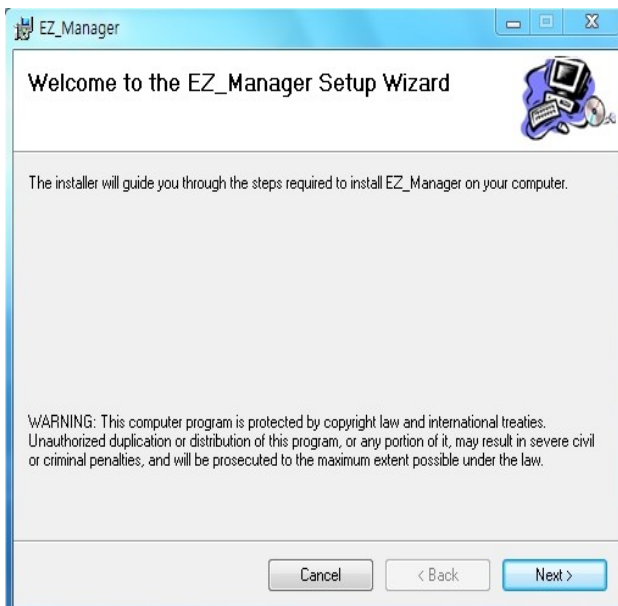 EZ_Manager
Welcome to the EZ_Manager Setup Wizard
The installer will guide you through the steps required to install EZ_Manager on your computer.
WARNING: This computer program is protected by copyright law and international treaties.
Unauthorized duplication or distribution of this program, or any portion of it, may result in severe civil
or criminal penalties, and will be prosecuted to the maximum extent possible under the law.
Cancel < Back Next >